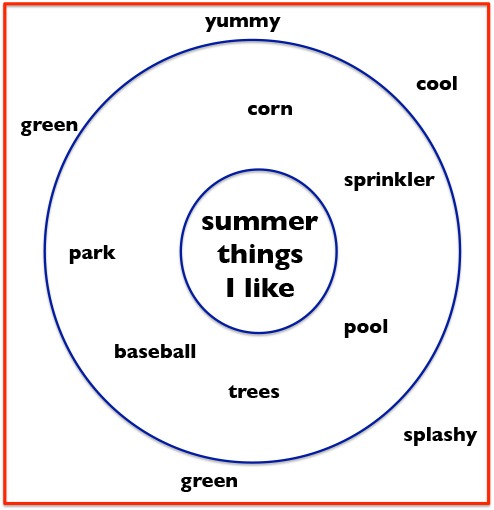 yummy
cool
corn
green
sprinkler
summer
things
I like
park
pool
baseball
trees
splashy
green